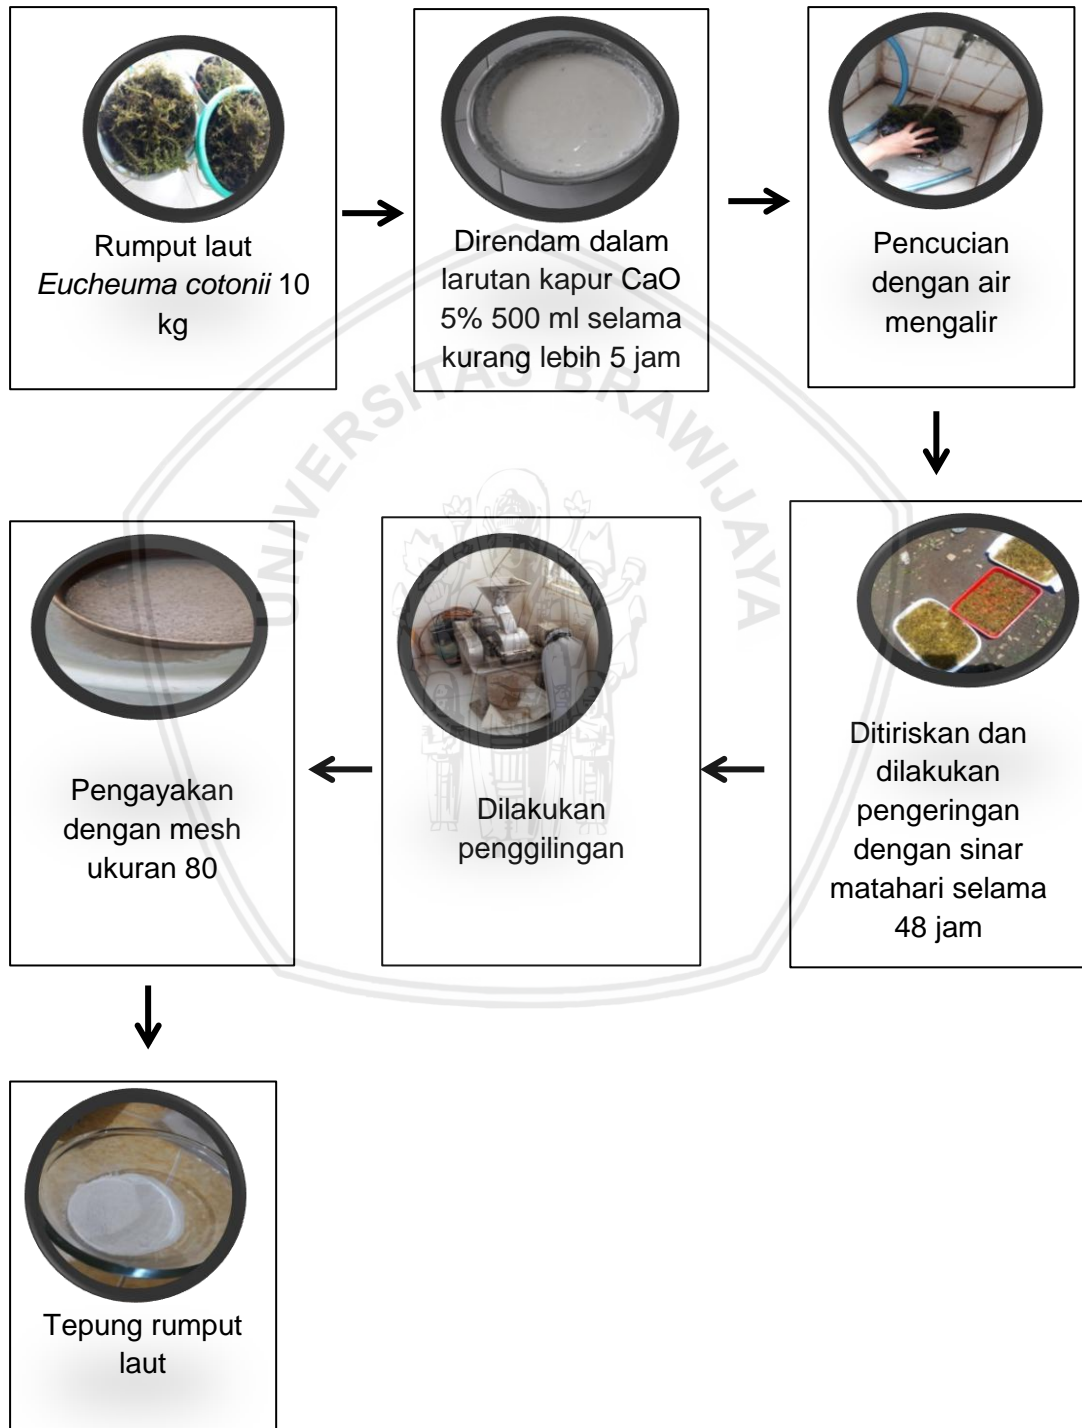 Rumput laut
Eucheuma cotonii 10
kg
Direndam dalam
larutan kapur CaO
5% 500 ml selama
kurang lebih 5 jam
Pencucian
dengan air
mengalir
Ditiriskan dan
dilakukan
pengeringan
dengan sinar
matahari selama
48 jam
Dilakukan
penggilingan
Pengayakan
dengan mesh
ukuran 80
Tepung rumput
laut
UNIVERSITAS BRAWIJAYA